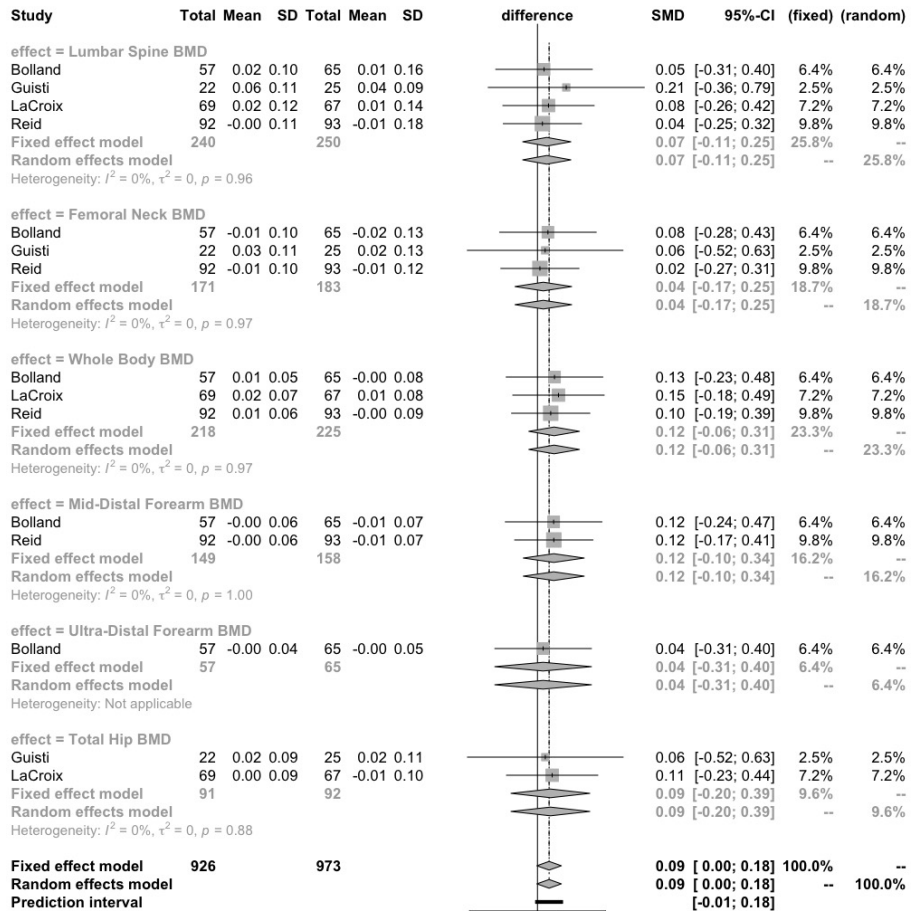 Study Total Mean SD Total Mean SD difference SMD 95%-CI (fixed) (random)
effect = Lumbar Spine BMD
Bolland 57 0.02 0.10 65 0.01 0.16 0.05 [-0.31; 0.40] 6.4% 6.4%
Guisti 22 0.06 0.11 25 0.04 0.09 0.21 [-0.36; 0.79] 2.5% 2.5%
LaCroix 69 0.02 0.12 67 0.01 0.14 0.08 [-0.26; 0.42] 7.2% 7.2%
Reid 92 -0.00 0.11 93 -0.01 0.18 0.04 [-0.25; 0.32] 9.8% 9.8%
Fixed effect model 240 250 0.07 [-0.11; 0.25] 25.8% --
Random effects model 0.07 [-0.11; 0.25] -- 25.8%
Heterogeneity: I² = 0%, τ² = 0, p = 0.96
effect = Femoral Neck BMD
Bolland 57 -0.01 0.10 65 -0.02 0.13 0.08 [-0.28; 0.43] 6.4% 6.4%
Guisti 22 0.03 0.11 25 0.02 0.13 0.06 [-0.52; 0.63] 2.5% 2.5%
Reid 92 -0.01 0.10 93 -0.01 0.12 0.02 [-0.27; 0.31] 9.8% 9.8%
Fixed effect model 171 183 0.04 [-0.17; 0.25] 18.7% --
Random effects model 0.04 [-0.17; 0.25] -- 18.7%
Heterogeneity: I² = 0%, τ² = 0, p = 0.97
effect = Whole Body BMD
Bolland 57 0.01 0.05 65 -0.00 0.08 0.13 [-0.23; 0.48] 6.4% 6.4%
LaCroix 69 0.02 0.07 67 0.01 0.08 0.15 [-0.18; 0.49] 7.2% 7.2%
Reid 92 0.01 0.06 93 -0.00 0.09 0.10 [-0.19; 0.39] 9.8% 9.8%
Fixed effect model 218 225 0.12 [-0.06; 0.31] 23.3% --
Random effects model 0.12 [-0.06; 0.31] -- 23.3%
Heterogeneity: I² = 0%, τ² = 0, p = 0.97
effect = Mid-Distal Forearm BMD
Bolland 57 -0.00 0.06 65 -0.01 0.07 0.12 [-0.24; 0.47] 6.4% 6.4%
Reid 92 -0.00 0.06 93 -0.01 0.07 0.12 [-0.17; 0.41] 9.8% 9.8%
Fixed effect model 149 158 0.12 [-0.10; 0.34] 16.2% --
Random effects model 0.12 [-0.10; 0.34] -- 16.2%
Heterogeneity: I² = 0%, τ² = 0, p = 1.00
effect = Ultra-Distal Forearm BMD
Bolland 57 -0.00 0.04 65 -0.00 0.05 0.04 [-0.31; 0.40] 6.4% 6.4%
Fixed effect model 57 65 0.04 [-0.31; 0.40] 6.4% --
Random effects model 0.04 [-0.31; 0.40] -- 6.4%
Heterogeneity: Not applicable
effect = Total Hip BMD
Guisti 22 0.02 0.09 25 0.02 0.11 0.06 [-0.52; 0.63] 2.5% 2.5%
LaCroix 69 0.00 0.09 67 -0.01 0.10 0.11 [-0.23; 0.44] 7.2% 7.2%
Fixed effect model 91 92 0.09 [-0.20; 0.39] 9.6% --
Random effects model 0.09 [-0.20; 0.39] -- 9.6%
Heterogeneity: I² = 0%, τ² = 0, p = 0.88
Fixed effect model 926 973 0.09 [ 0.00; 0.18] 100.0% --
Random effects model 0.09 [ 0.00; 0.18] -- 100.0%
Prediction interval [-0.01; 0.18]